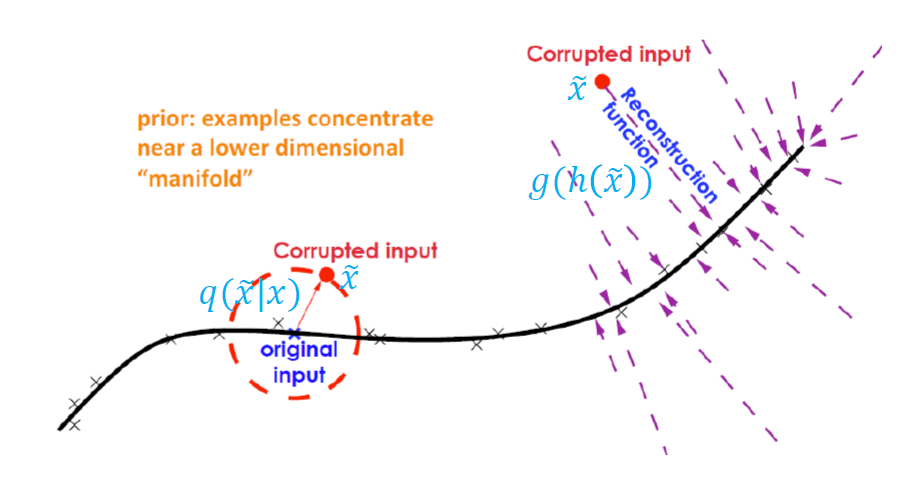 prior: examples concentrate
near a lower dimensional
“manifold”
Corrupted input
x̃
Reconstruction
function
g(h(x̃))
Corrupted input
x̃
q(x̃|x)
original
input